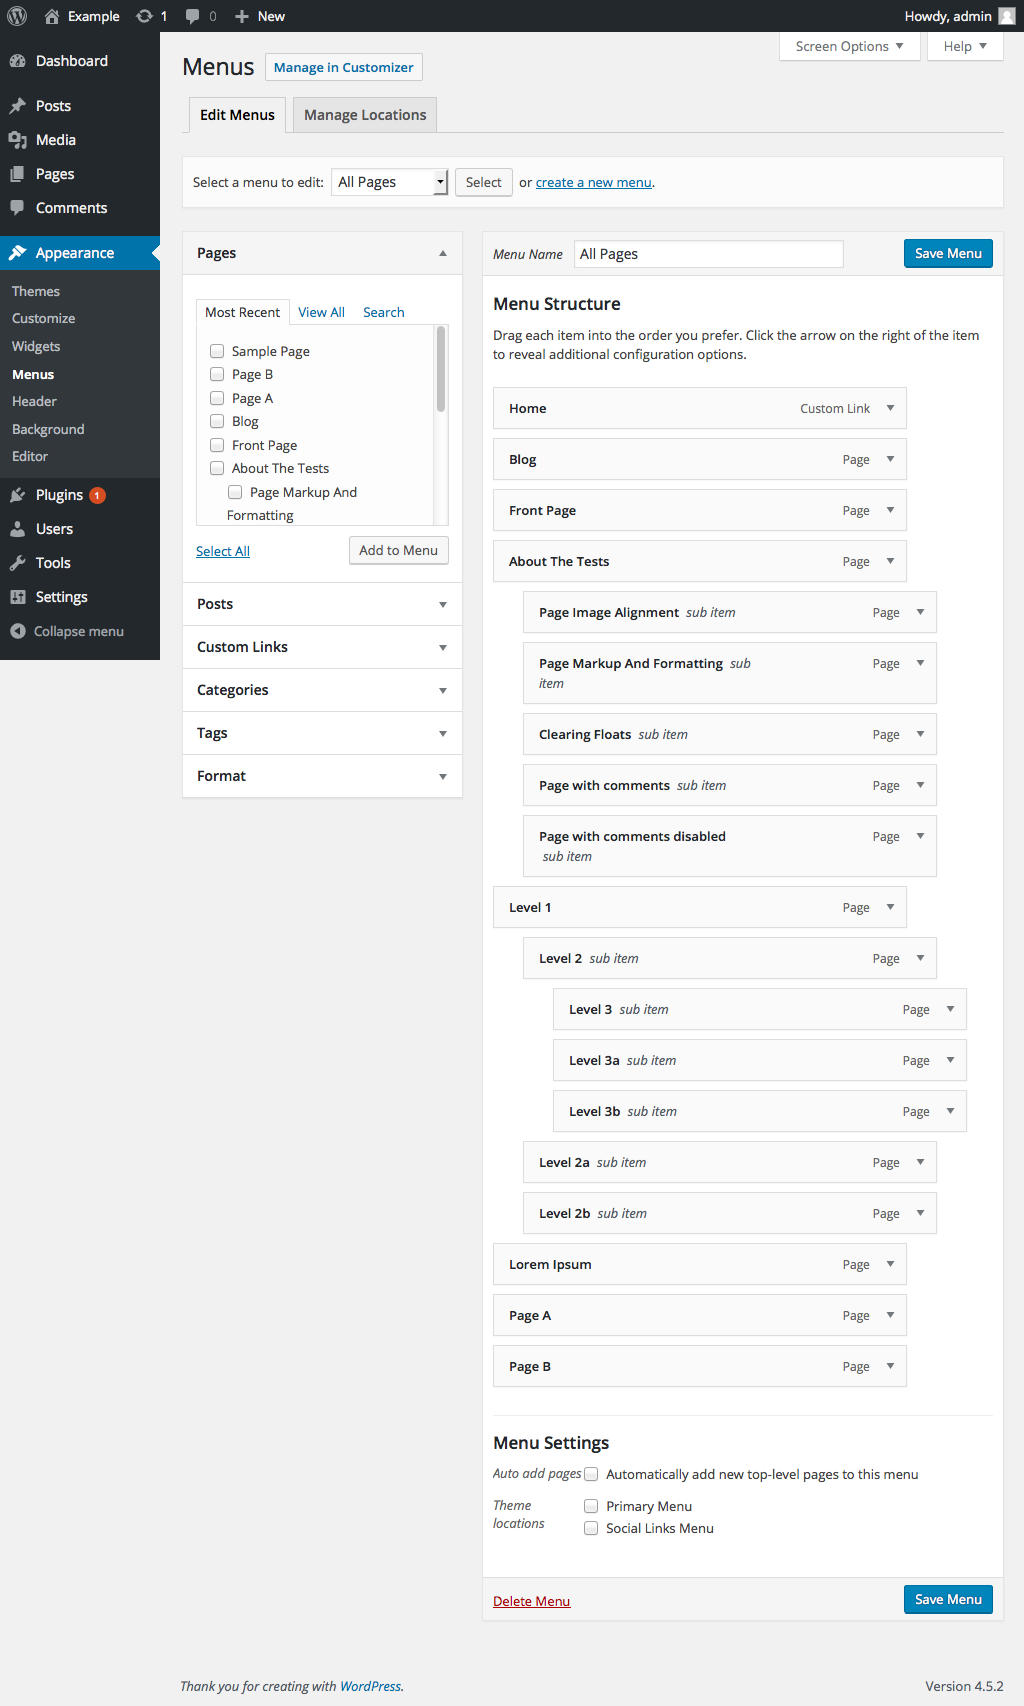 Example 1 0 New Howdy, admin
Dashboard
Posts
Media
Pages
Comments
Appearance
Themes
Customize
Widgets
Menus
Header
Background
Editor
Plugins 1
Users
Tools
Settings
Collapse menu
Screen Options Help
Menus Manage in Customizer
Edit Menus Manage Locations
Select a menu to edit: All Pages Select or create a new menu.
Pages
Most Recent View All Search
Sample Page
Page B
Page A
Blog
Front Page
About The Tests
Page Markup And
Formatting
Select All Add to Menu
Posts
Custom Links
Categories
Tags
Format
Menu Name All Pages Save Menu
Menu Structure
Drag each item into the order you prefer. Click the arrow on the right of the item
to reveal additional configuration options.
Home Custom Link
Blog Page
Front Page Page
About The Tests Page
Page Image Alignment sub item Page
Page Markup And Formatting sub Page
item
Clearing Floats sub item Page
Page with comments sub item Page
Page with comments disabled Page
sub item
Level 1 Page
Level 2 sub item Page
Level 3 sub item Page
Level 3a sub item Page
Level 3b sub item Page
Level 2a sub item Page
Level 2b sub item Page
Lorem Ipsum Page
Page A Page
Page B Page
Menu Settings
Auto add pages Automatically add new top-level pages to this menu
Theme Primary Menu
locations Social Links Menu
Delete Menu Save Menu
Thank you for creating with WordPress. Version 4.5.2